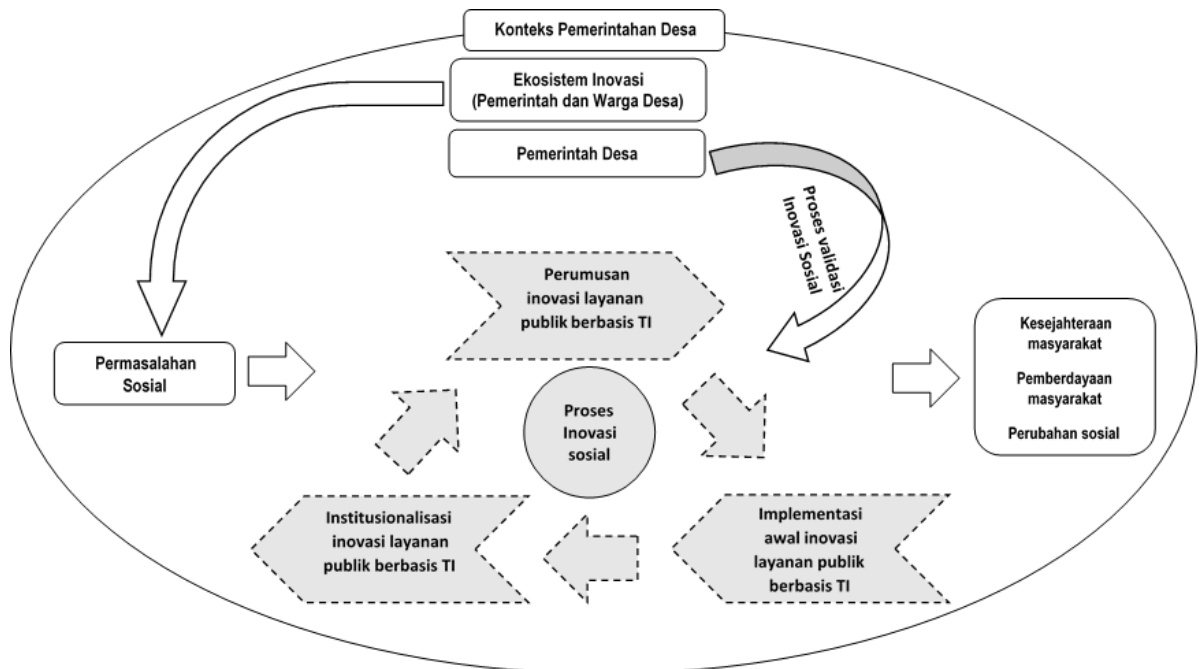 Konteks Pemerintahan Desa
Ekosistem Inovasi
(Pemerintah dan Warga Desa)
Pemerintah Desa
Proses validasi
Inovasi Sosial
Perumusan
inovasi layanan
publik berbasis TI
Permasalahan
Sosial
Proses
Inovasi
sosial
Kesejahteraan
masyarakat
Pemberdayaan
masyarakat
Perubahan sosial
Institusionalisasi
inovasi layanan
publik berbasis TI
Implementasi
awal inovasi
layanan publik
berbasis TI